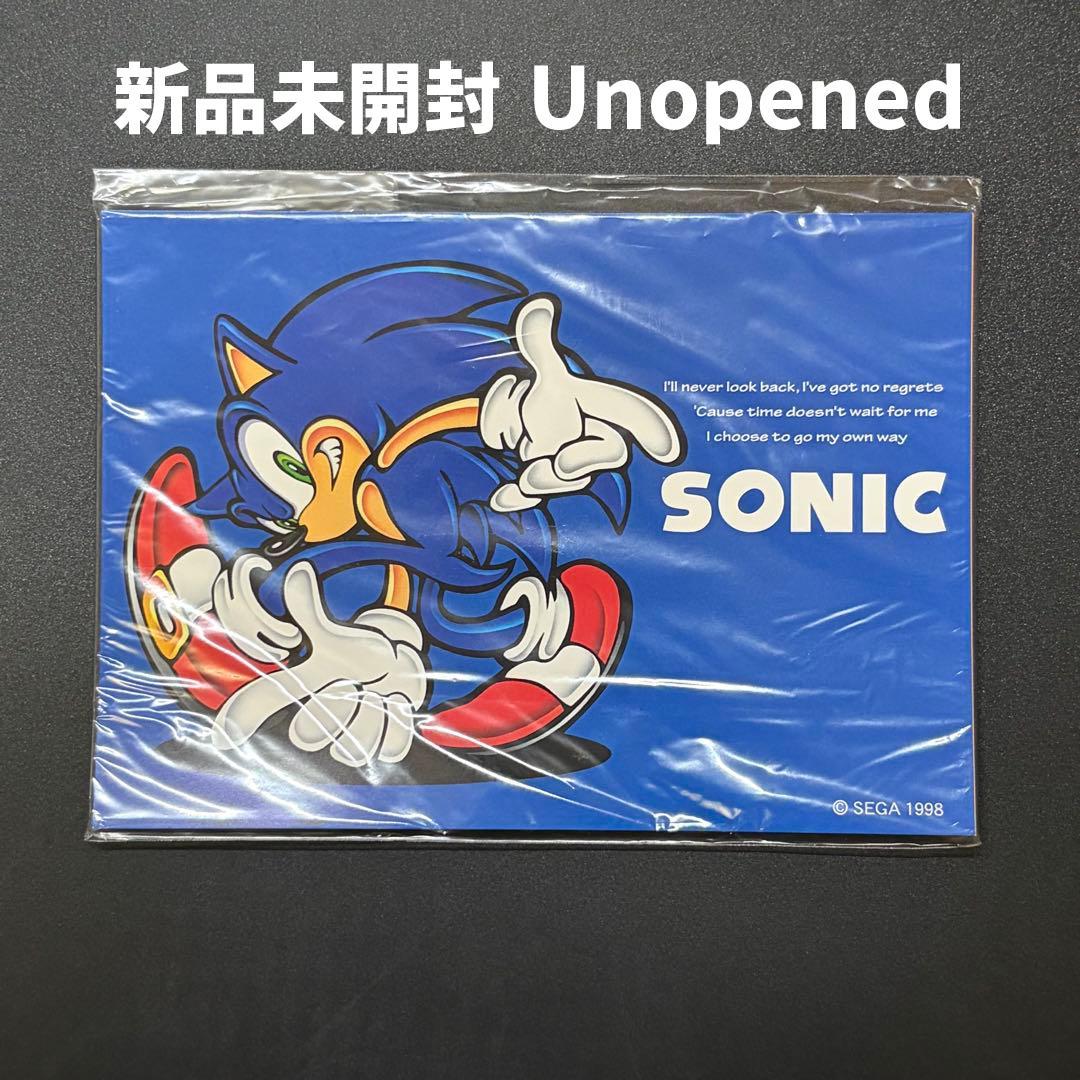 新品未開封 Unopened
I'll never look back, I've got no regrets
'Cause time doesn't wait for me
I choose to go my own way
SONIC
© SEGA 1998